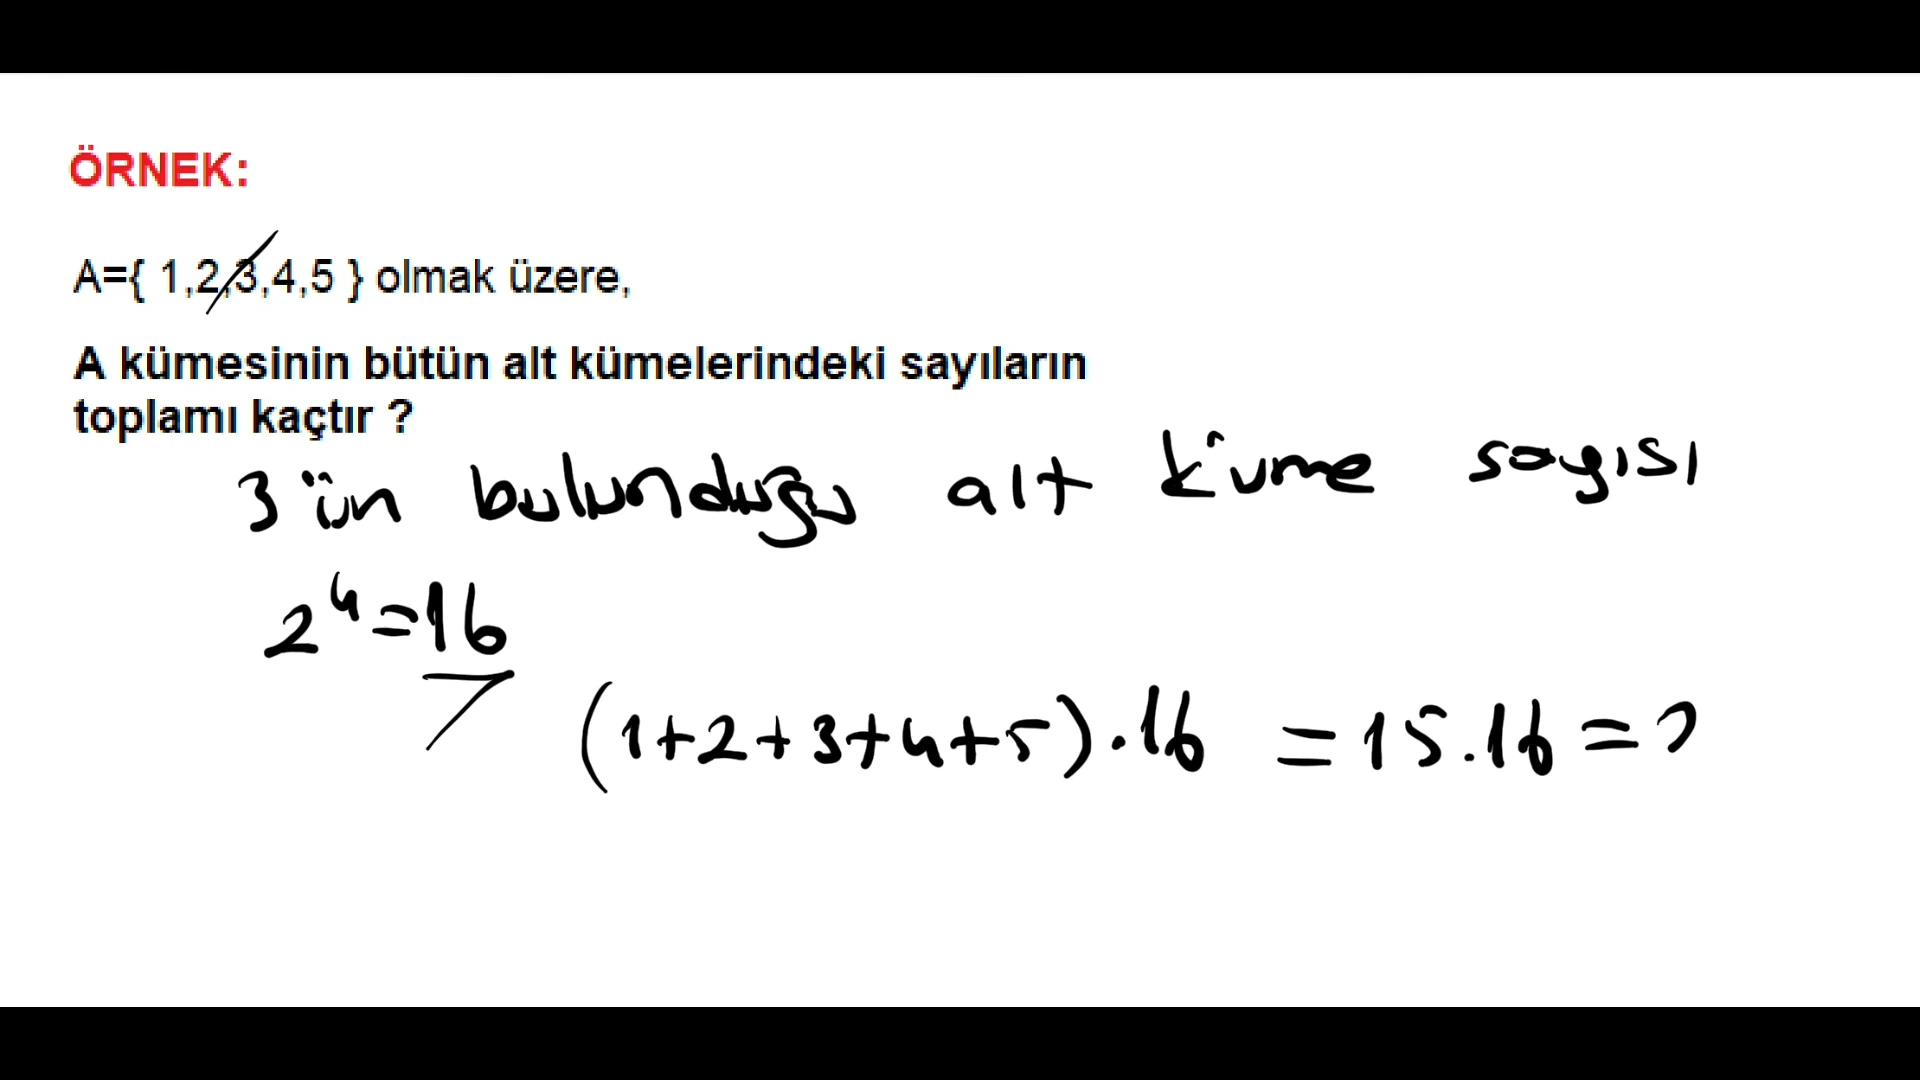 ÖRNEK:
A={ 1,2,3,4,5 } olmak üzere,
A kümesinin bütün alt kümelerindeki sayıların
toplamı kaçtır ?
3'ün bulunduğu alt küme sayısı
2⁴=16
(1+2+3+4+5).16 =15.16=?